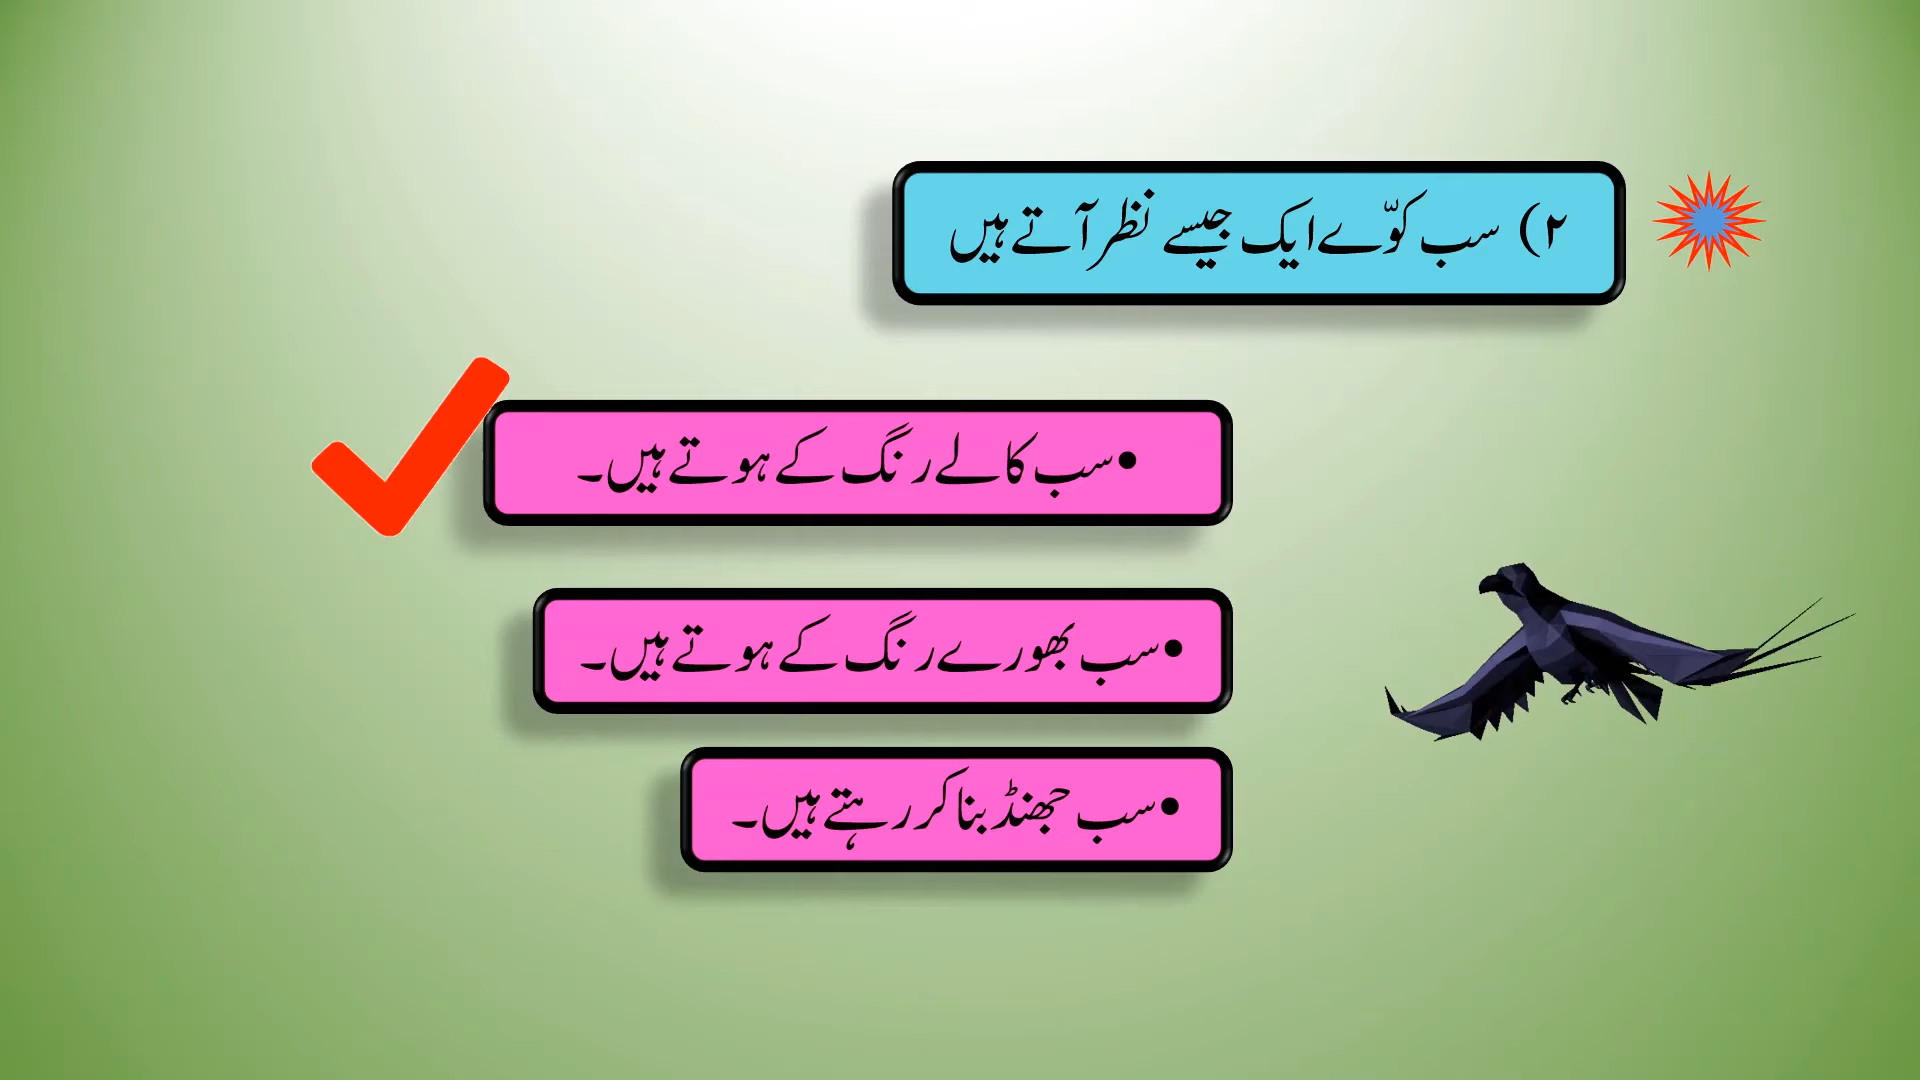 ۲) سب کوّے ایک جیسے نظر آتے ہیں
•سب کالے رنگ کے ہوتے ہیں۔
•سب بھورے رنگ کے ہوتے ہیں۔
•سب جھنڈ بنا کر رہتے ہیں۔